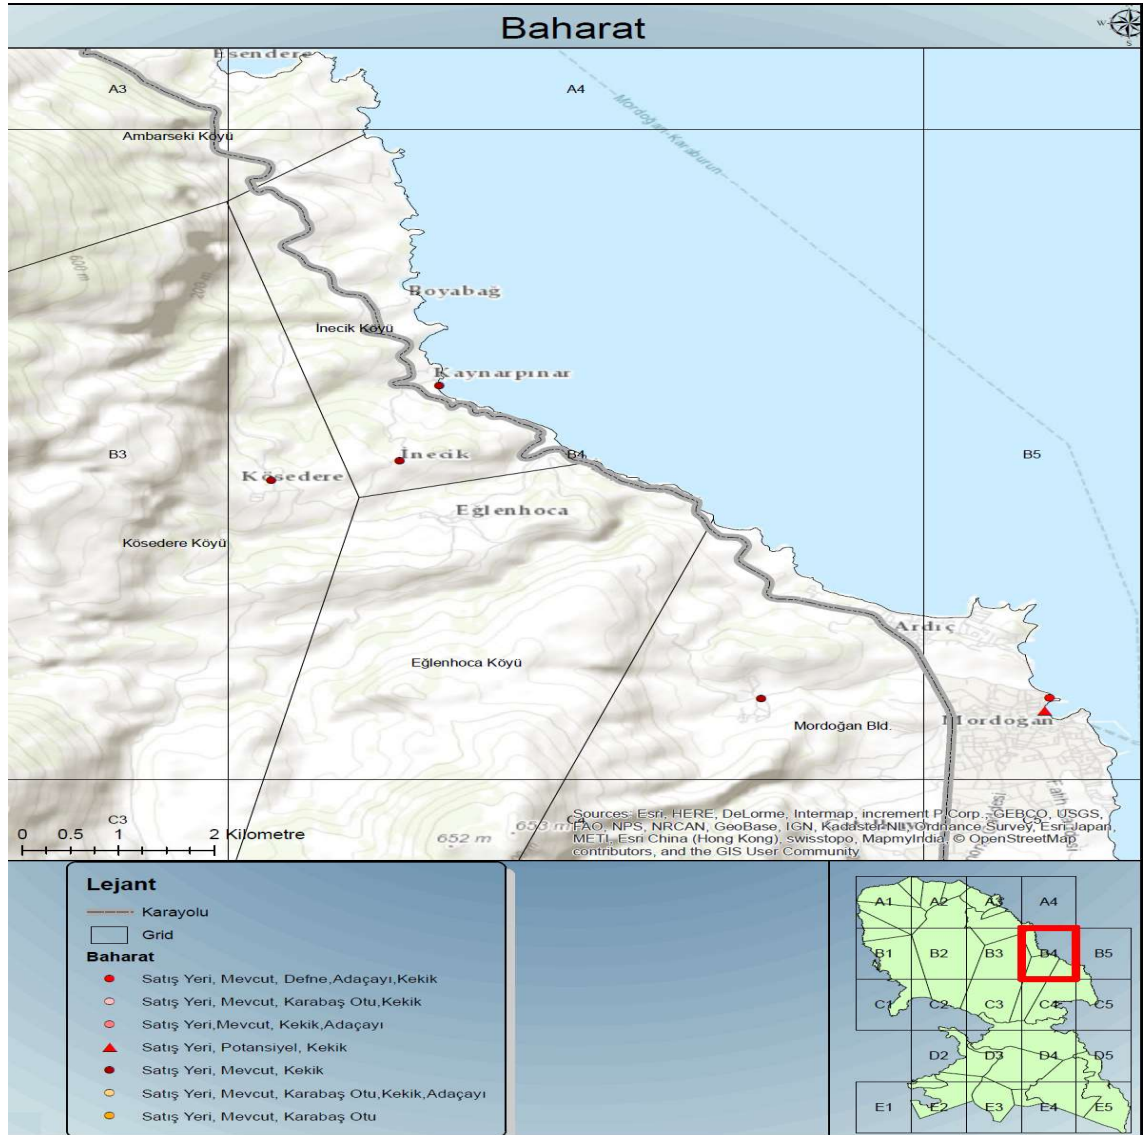 Baharat
N
W
S
Esendere
A3
A4
Mordoğan-Karaburun
Ambarseki Köyü
600 m
200 m
Boyabağ
İnecik Köyü
Kaynarpınar
B3
İnecik
B4
B5
Kösedere
Eğlenhoca
Kösedere Köyü
Ardıç
Eğlenhoca Köyü
Mordoğan
Mordoğan Bld.
C3
0 0.5 1 2 Kilometre
652 m
653 m
Sources: Esri, HERE, DeLorme, Intermap, increment P Corp., GEBCO, USGS,
FAO, NPS, NRCAN, GeoBase, IGN, Kadaster NL, Ordnance Survey, Esri Japan,
METI, Esri China (Hong Kong), swisstopo, MapmyIndia, © OpenStreetMap
contributors, and the GIS User Community
Lejant
Karayolu
Grid
Baharat
Satış Yeri, Mevcut, Defne,Adaçayı,Kekik
Satış Yeri, Mevcut, Karabaş Otu,Kekik
Satış Yeri,Mevcut, Kekik,Adaçayı
Satış Yeri, Potansiyel, Kekik
Satış Yeri, Mevcut, Kekik
Satış Yeri, Mevcut, Karabaş Otu,Kekik,Adaçayı
Satış Yeri, Mevcut, Karabaş Otu
A1 A2 A3 A4
B1 B2 B3 B4 B5
C1 C2 C3 C4 C5
D2 D3 D4 D5
E1 E2 E3 E4 E5